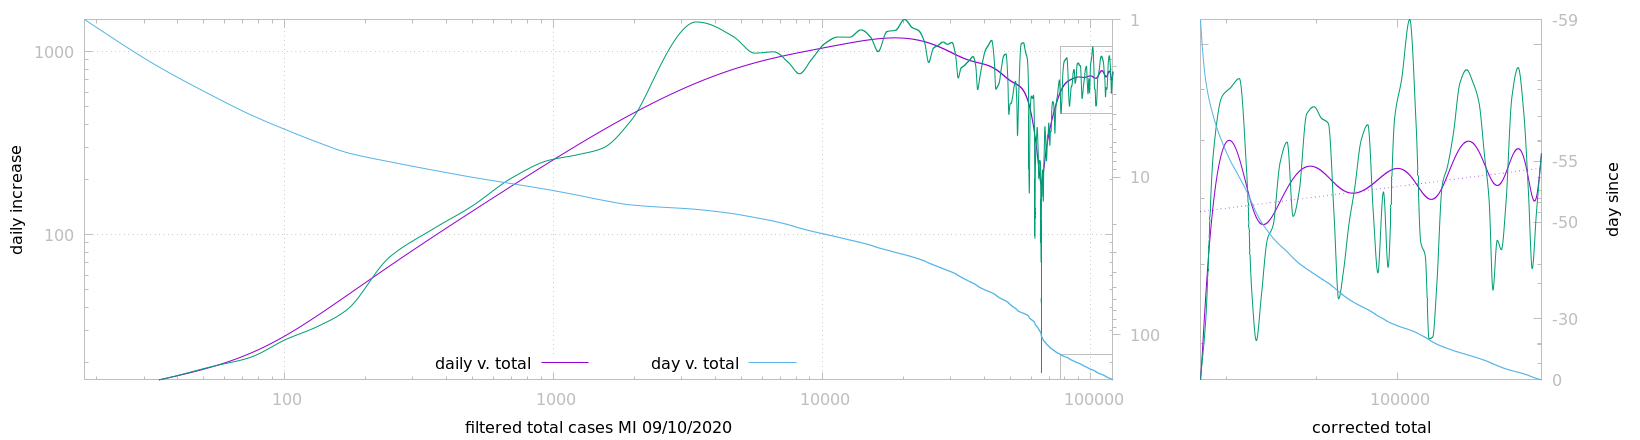 1000
100
daily increase
1
10
100
daily v. total
day v. total
100
1000
10000
100000
filtered total cases MI 09/10/2020
-59
-55
-50
-30
0
day since
100000
corrected total